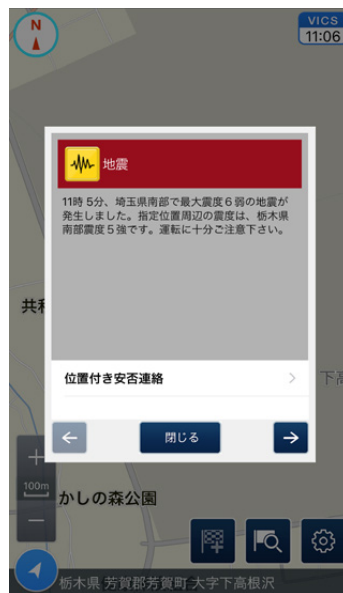 N
VICS
11:06
地震
11時 5分、埼玉県南部で最大震度6弱の地震が
発生しました。指定位置周辺の震度は、栃木県
南部震度5強です。運転に十分ご注意下さい。
共和
下高
位置付き安否連絡
閉じる
100m
かしの森公園
栃木県 芳賀郡芳賀町 大字下高根沢